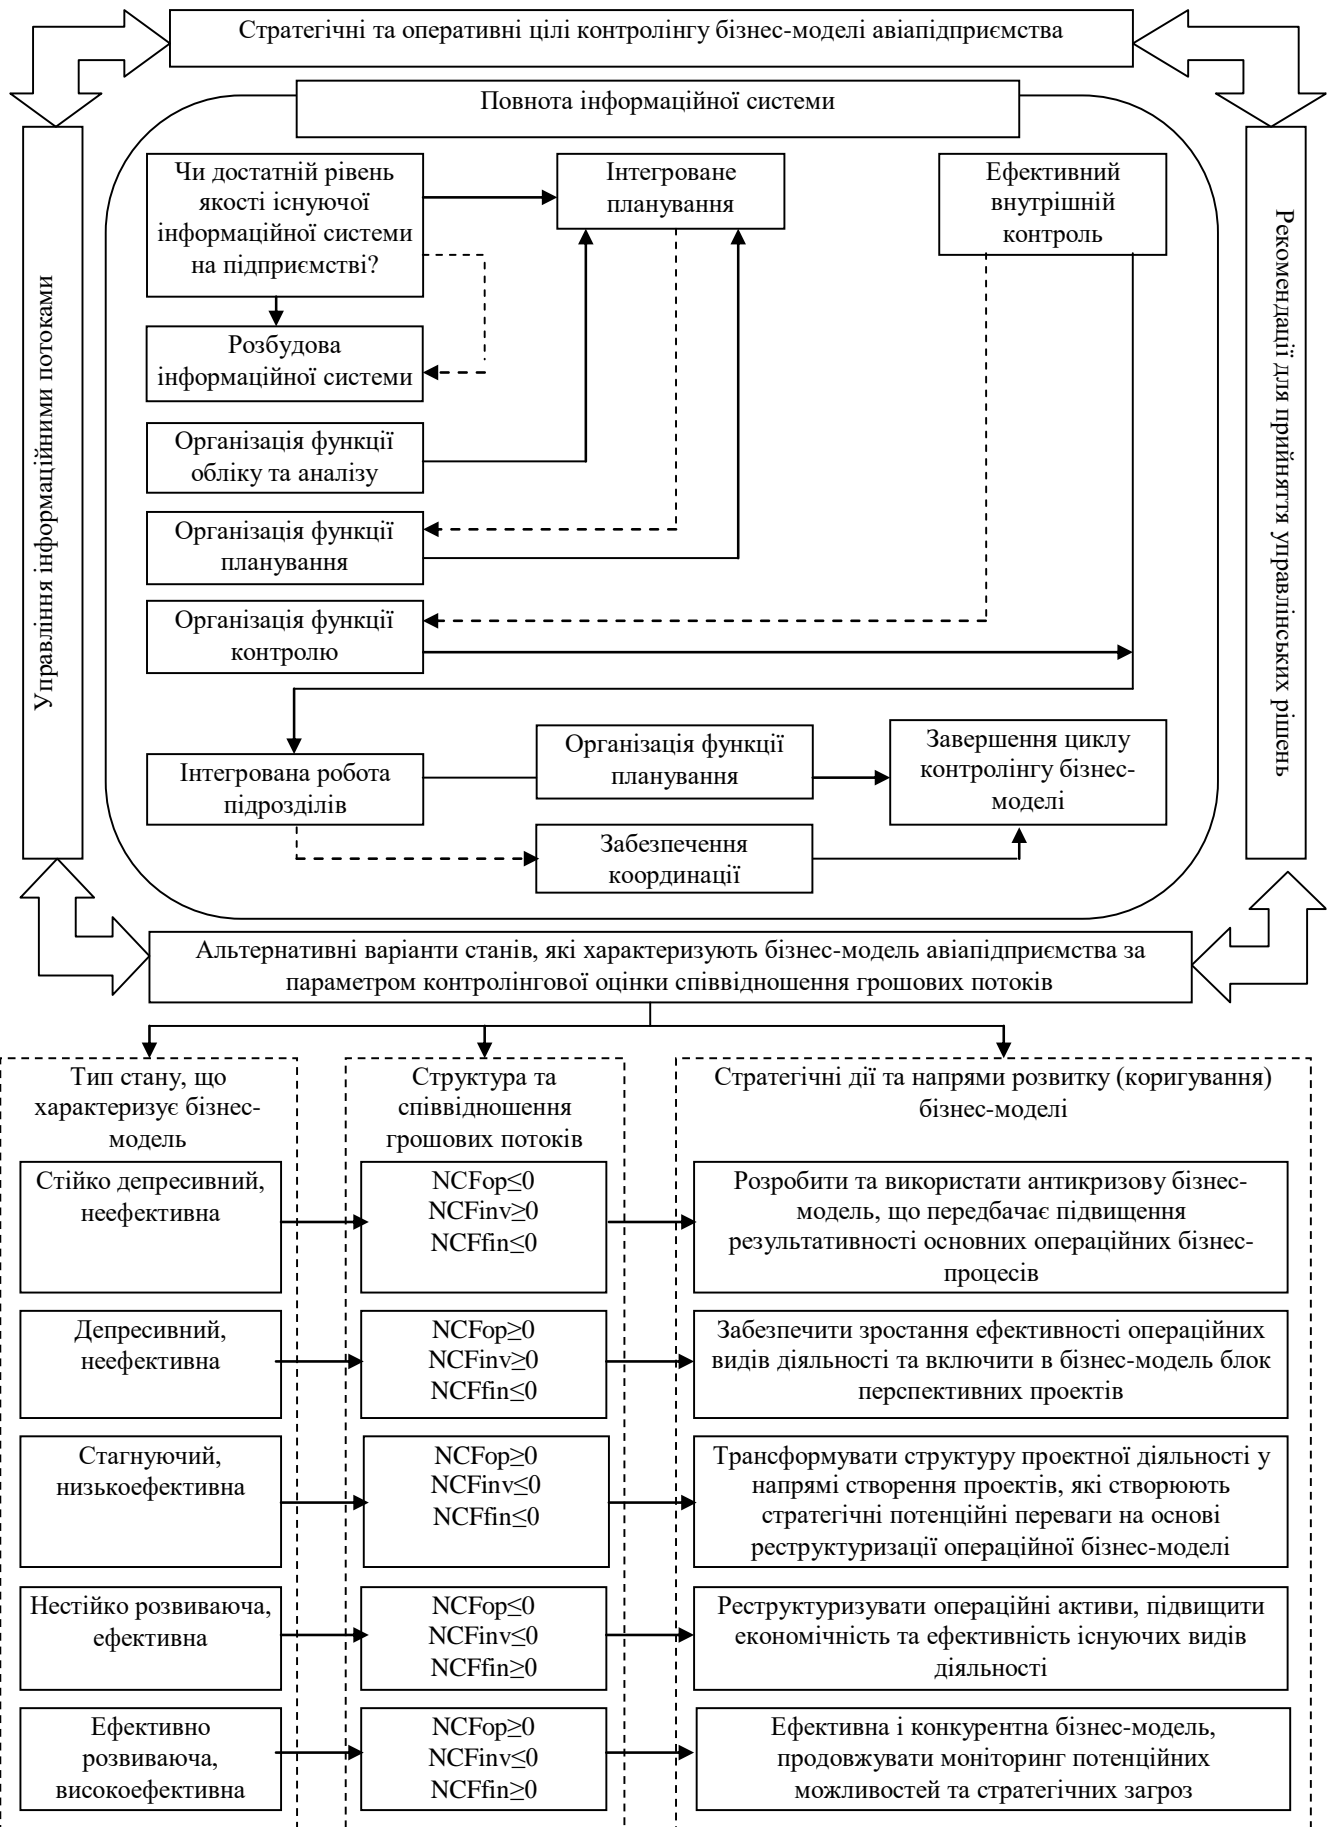 Стратегічні та оперативні цілі контролінгу бізнес-моделі авіапідприємства
Повнота інформаційної системи
Управління інформаційними потоками
Рекомендації для прийняття управлінських рішень
Чи достатній рівень
якості існуючої
інформаційної системи
на підприємстві?
Інтегроване
планування
Ефективний
внутрішній
контроль
Розбудова
інформаційної системи
Організація функції
обліку та аналізу
Організація функції
планування
Організація функції
контролю
Інтегрована робота
підрозділів
Організація функції
планування
Завершення циклу
контролінгу бізнес-
моделі
Забезпечення
координації
Альтернативні варіанти станів, які характеризують бізнес-модель авіапідприємства за
параметром контролінгової оцінки співвідношення грошових потоків
Тип стану, що
характеризує бізнес-
модель
Структура та
співвідношення
грошових потоків
Стратегічні дії та напрями розвитку (коригування)
бізнес-моделі
Стійко депресивний,
неефективна
NCFop≤0
NCFinv≥0
NCFfin≤0
Розробити та використати антикризову бізнес-
модель, що передбачає підвищення
результативності основних операційних бізнес-
процесів
Депресивний,
неефективна
NCFop≥0
NCFinv≥0
NCFfin≤0
Забезпечити зростання ефективності операційних
видів діяльності та включити в бізнес-модель блок
перспективних проектів
Стагнуючий,
низькоефективна
NCFop≥0
NCFinv≤0
NCFfin≤0
Трансформувати структуру проектної діяльності у
напрямі створення проектів, які створюють
стратегічні потенційні переваги на основі
реструктуризації операційної бізнес-моделі
Нестійко розвиваюча,
ефективна
NCFop≤0
NCFinv≤0
NCFfin≥0
Реструктуризувати операційні активи, підвищити
економічність та ефективність існуючих видів
діяльності
Ефективно
розвиваюча,
високоефективна
NCFop≥0
NCFinv≤0
NCFfin≥0
Ефективна і конкурентна бізнес-модель,
продовжувати моніторинг потенційних
можливостей та стратегічних загроз